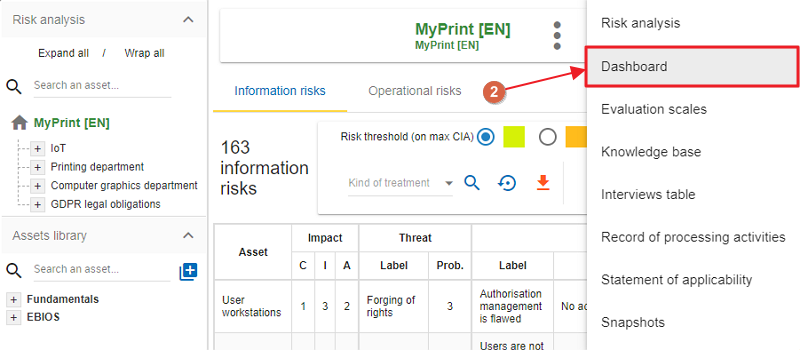 Risk analysis
Expand all / Wrap all
Search an asset...
MyPrint [EN]
+ IoT
+ Printing department
+ Computer graphics department
+ GDPR legal obligations
Assets library
Search an asset...
+ Fundamentals
+ EBIOS
MyPrint [EN]
MyPrint [EN]
Information risks
Operational risks
2
163
information
risks
Risk threshold (on max CIA)
Kind of treatment
Asset
Impact
Threat
C I A
Label Prob.
Label
User
workstations
1 3 2
Forging of
rights
3
Authorisation
management
is flawed
No ac
Users are not
Risk analysis
Dashboard
Evaluation scales
Knowledge base
Interviews table
Record of processing activities
Statement of applicability
Snapshots